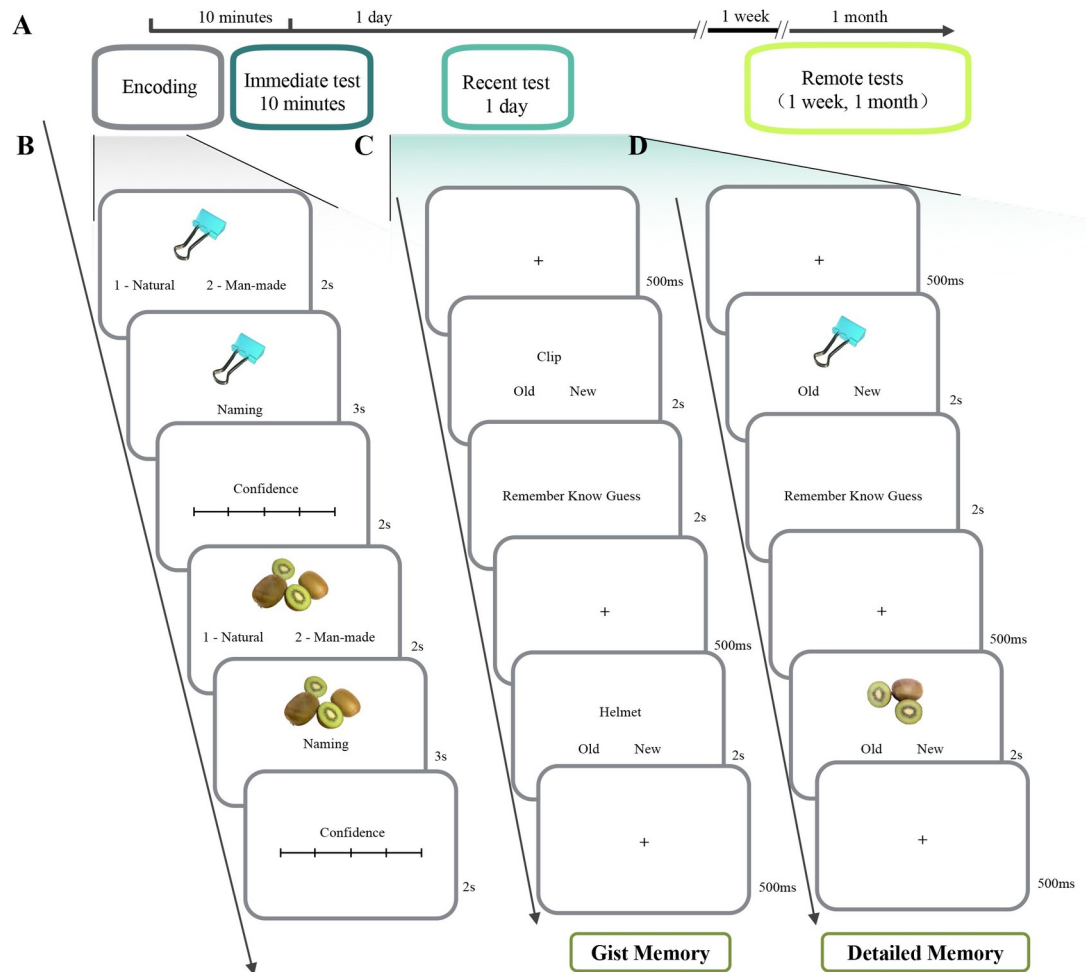 A
10 minutes
1 day
1 week
1 month
Encoding
Immediate test
10 minutes
Recent test
1 day
Remote tests
（1 week, 1 month）
B
1 - Natural 2 - Man-made
2s
Naming
3s
Confidence
2s
1 - Natural 2 - Man-made
2s
Naming
3s
Confidence
2s
C
+
500ms
Clip
Old New
2s
Remember Know Guess
2s
+
500ms
Helmet
Old New
2s
+
500ms
Gist Memory
D
+
500ms
Old New
2s
Remember Know Guess
2s
+
500ms
Old New
2s
+
500ms
Detailed Memory